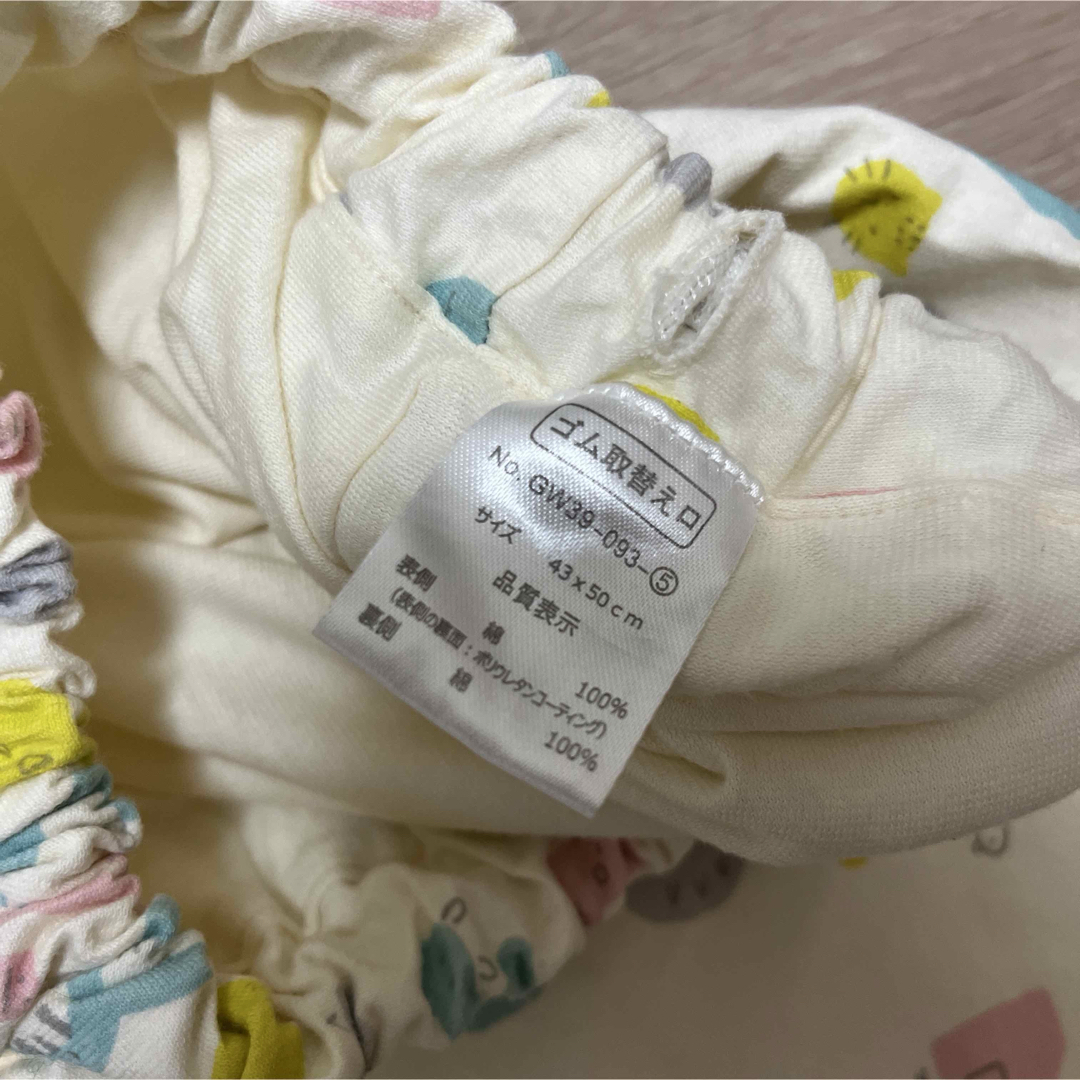 ゴム取替え口
No. GW39-093-⑤
サイズ 43x50cm
品質表示
表側 綿 100%
(表側の裏面：ポリウレタンコーティング)
裏側 綿 100%